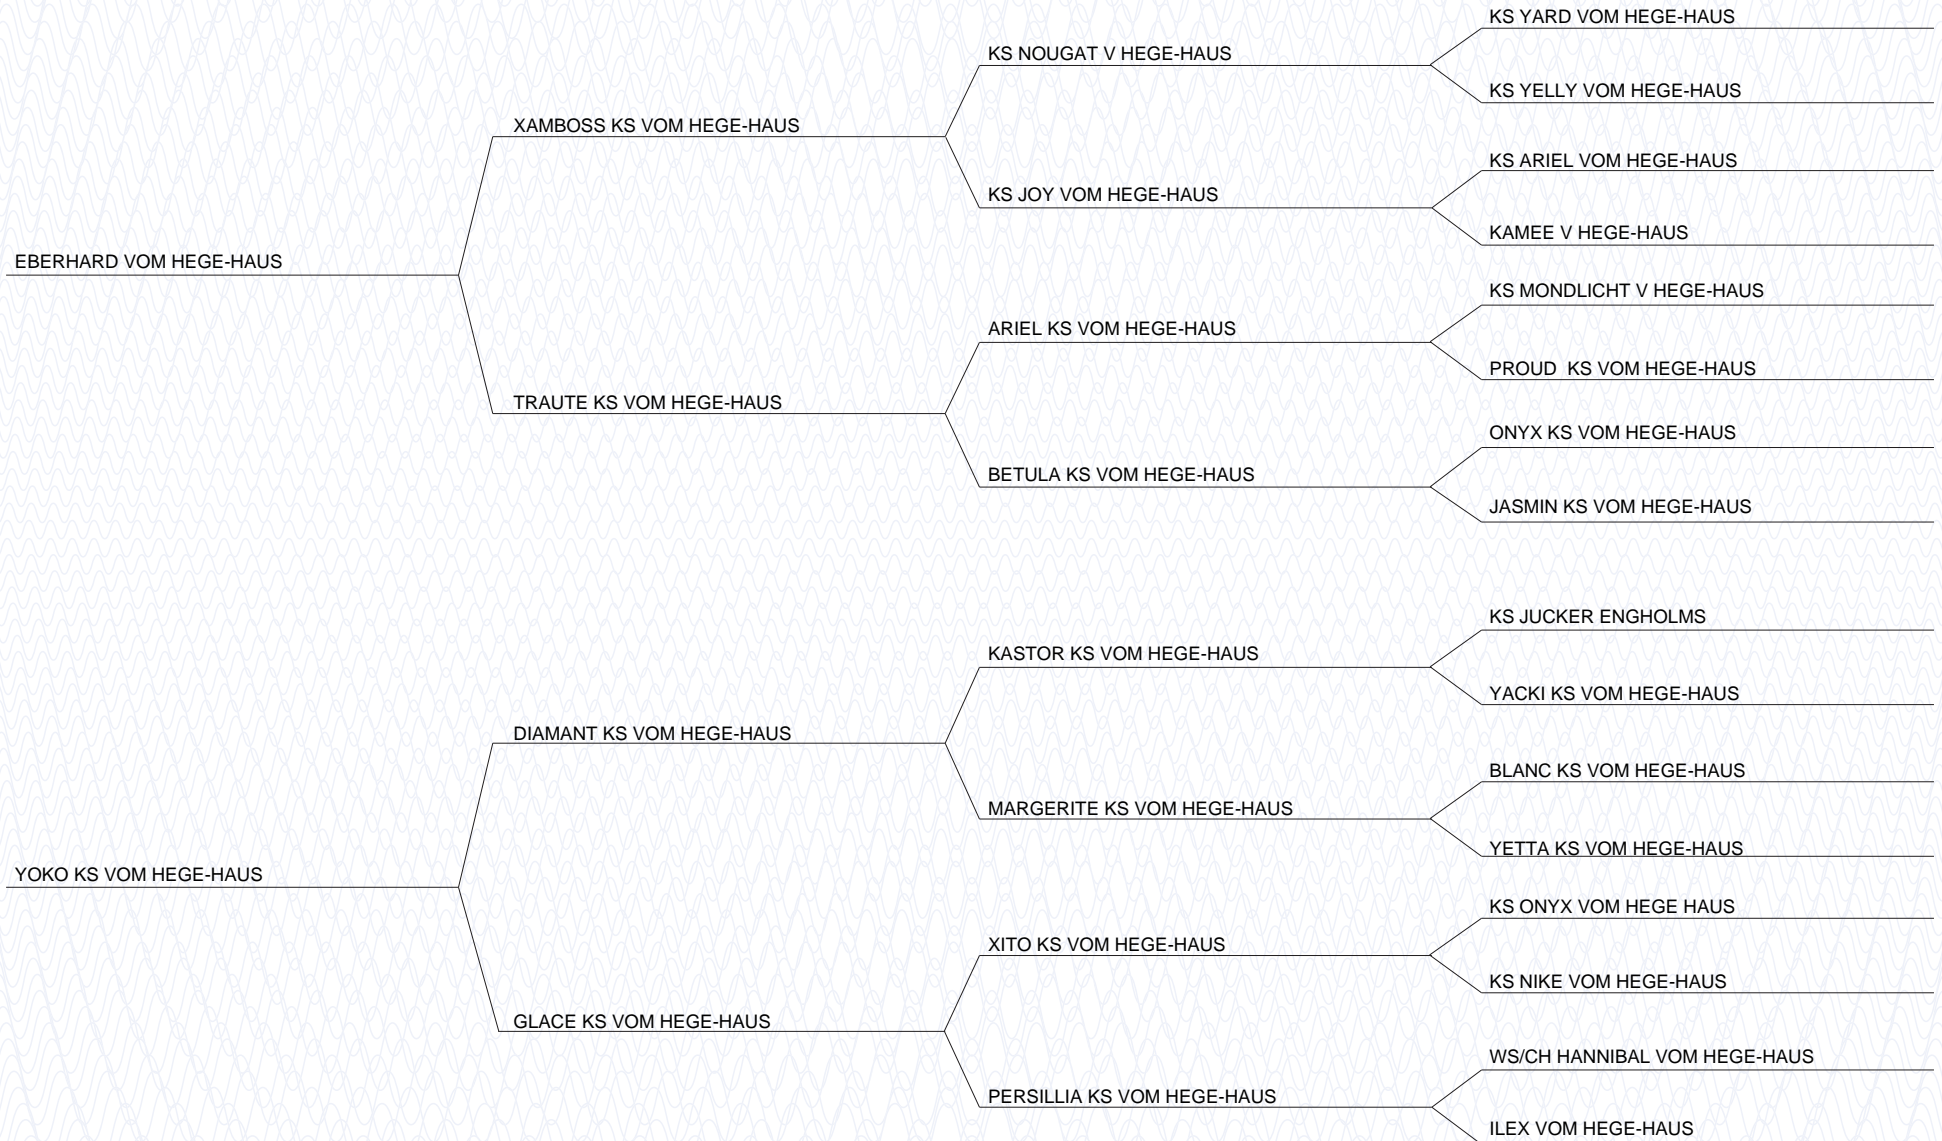 KS YARD VOM HEGE-HAUS
KS NOUGAT V HEGE-HAUS
KS YELLY VOM HEGE-HAUS
XAMBOSS KS VOM HEGE-HAUS
KS ARIEL VOM HEGE-HAUS
KS JOY VOM HEGE-HAUS
KAMEE V HEGE-HAUS
EBERHARD VOM HEGE-HAUS
KS MONDLICHT V HEGE-HAUS
ARIEL KS VOM HEGE-HAUS
PROUD  KS VOM HEGE-HAUS
TRAUTE KS VOM HEGE-HAUS
ONYX KS VOM HEGE-HAUS
BETULA KS VOM HEGE-HAUS
JASMIN KS VOM HEGE-HAUS
KS JUCKER ENGHOLMS
KASTOR KS VOM HEGE-HAUS
YACKI KS VOM HEGE-HAUS
DIAMANT KS VOM HEGE-HAUS
BLANC KS VOM HEGE-HAUS
MARGERITE KS VOM HEGE-HAUS
YETTA KS VOM HEGE-HAUS
YOKO KS VOM HEGE-HAUS
KS ONYX VOM HEGE HAUS
XITO KS VOM HEGE-HAUS
KS NIKE VOM HEGE-HAUS
GLACE KS VOM HEGE-HAUS
WS/CH HANNIBAL VOM HEGE-HAUS
PERSILLIA KS VOM HEGE-HAUS
ILEX VOM HEGE-HAUS